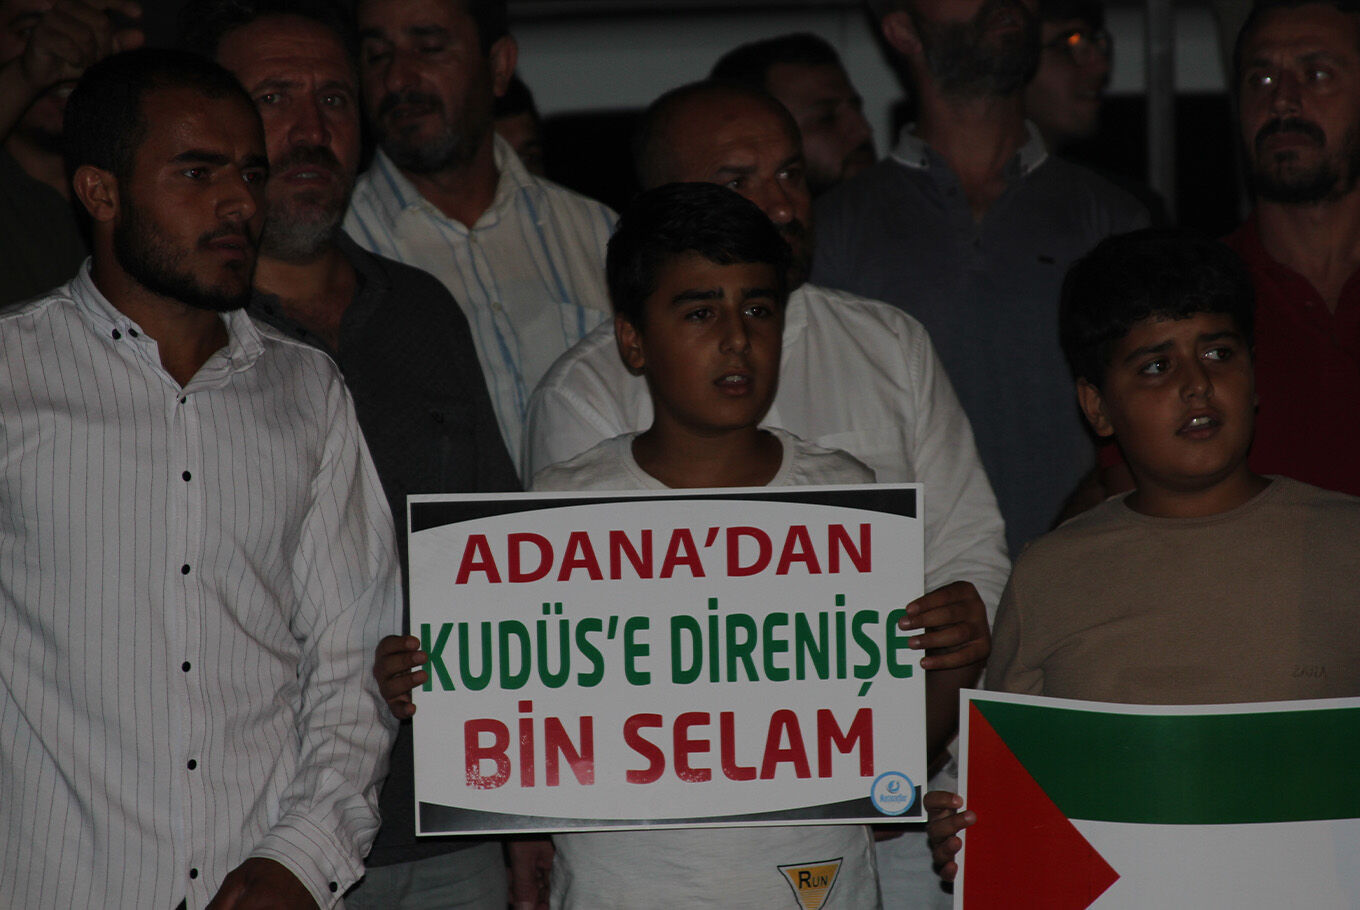 ADANA'DAN
KUDÜS'E DİRENİŞE
BİN SELAM
RUN